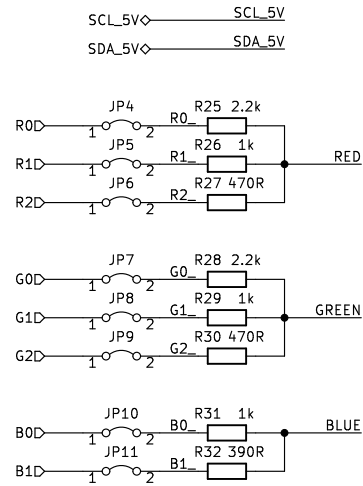 SCL_5V SCL_5V
SDA_5V SDA_5V
JP4 R25 2.2k
R0 1 2 R0_
JP5 R26 1k
R1 1 2 R1_ RED
JP6 R27 470R
R2 1 2 R2_
JP7 R28 2.2k
G0 1 2 G0_
JP8 R29 1k
G1 1 2 G1_ GREEN
JP9 R30 470R
G2 1 2 G2_
JP10 R31 1k
B0 1 2 B0_ BLUE
JP11 R32 390R
B1 1 2 B1_